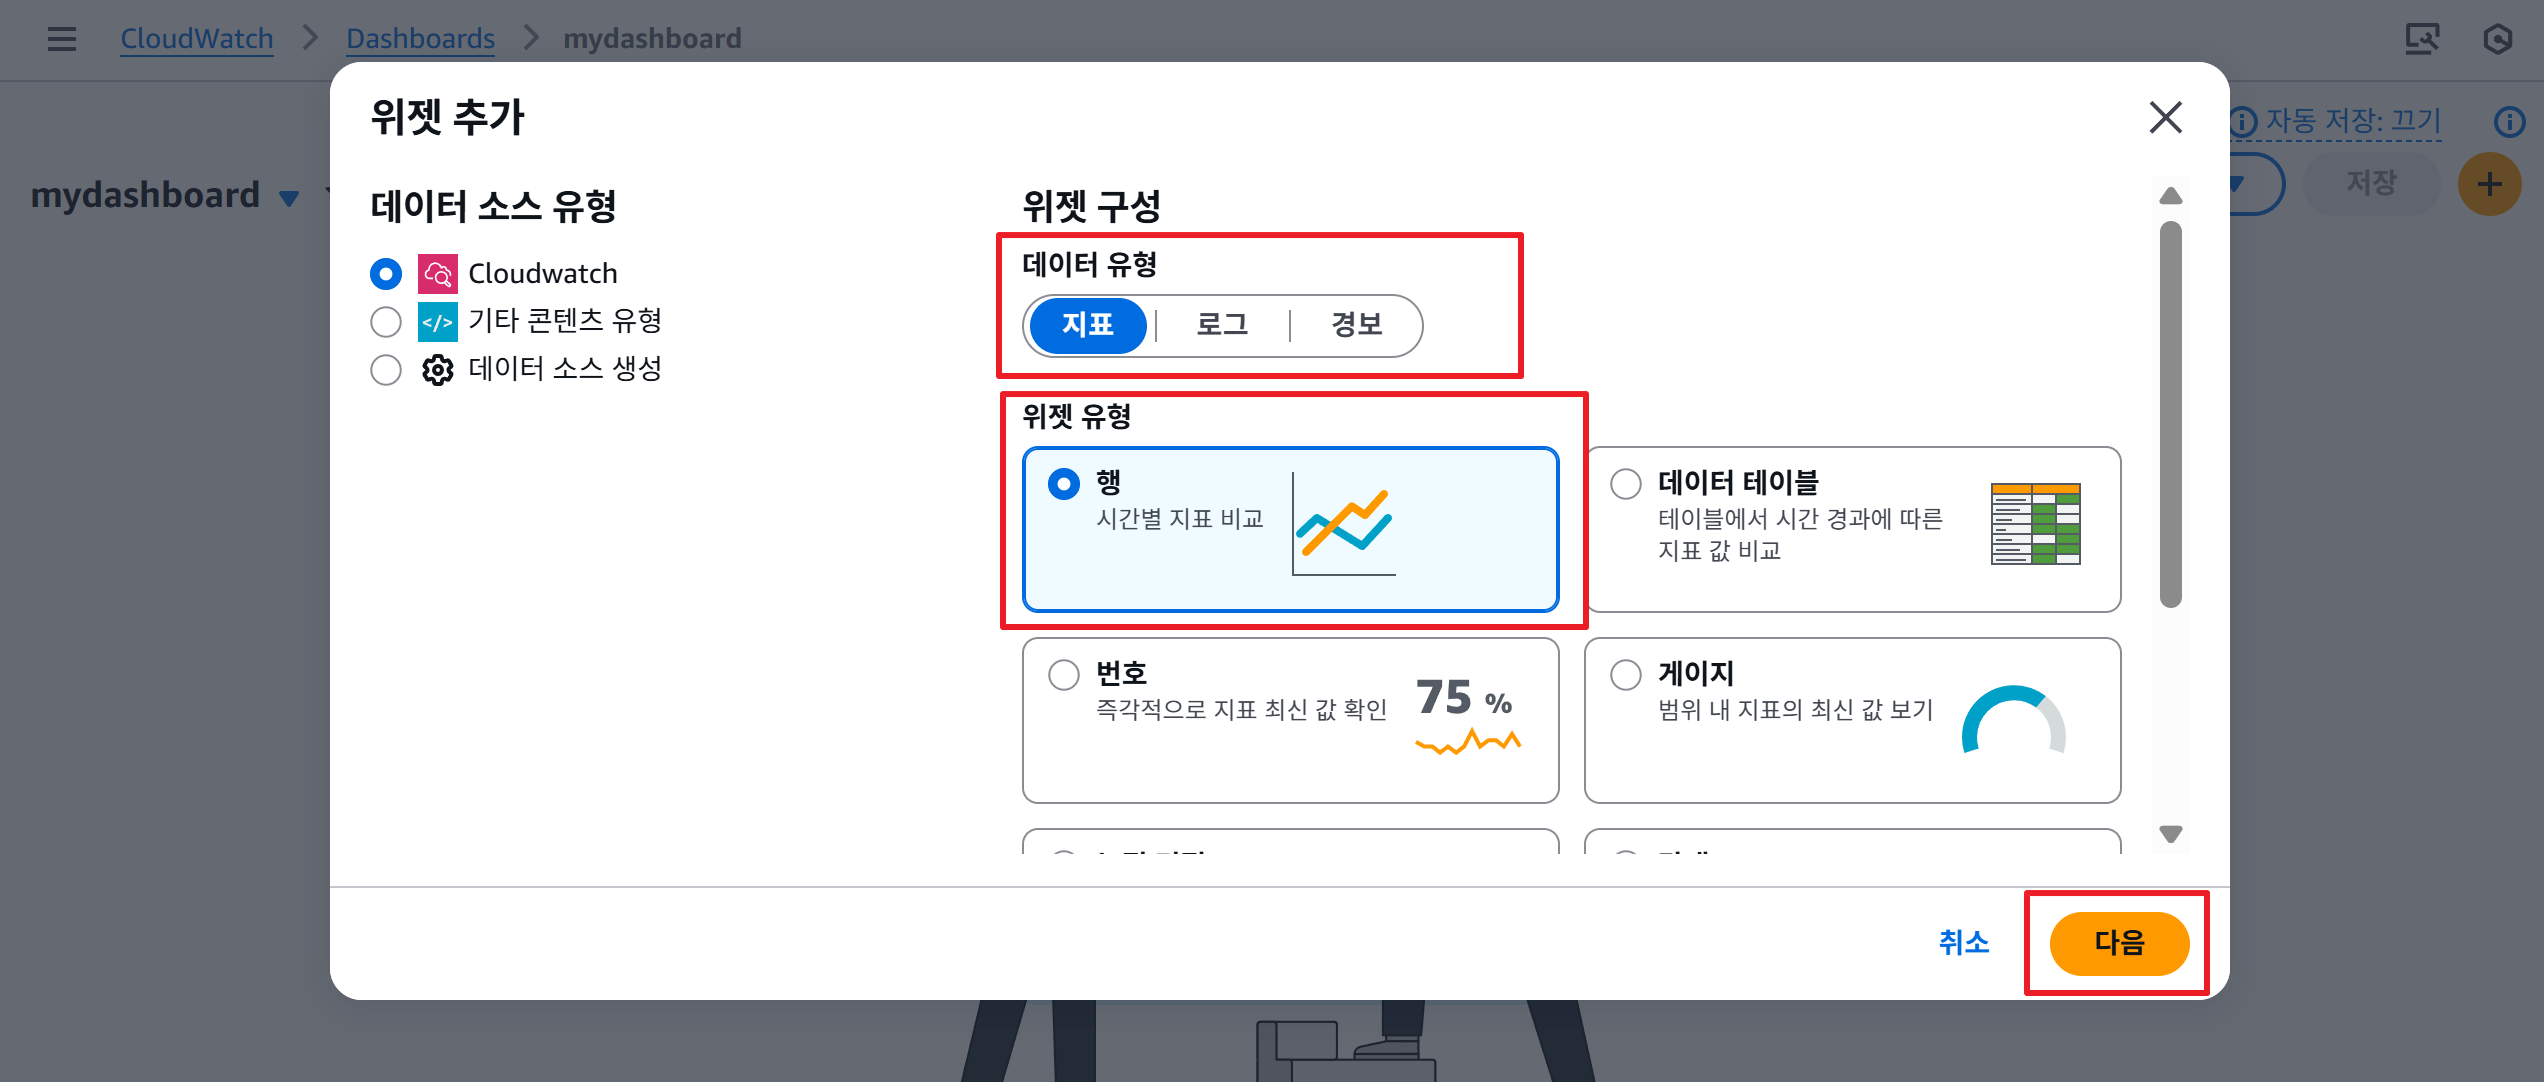 CloudWatch
Dashboards
mydashboard
자동 저장: 끄기
mydashboard
저장
위젯 추가
데이터 소스 유형
Cloudwatch
</>
기타 콘텐츠 유형
데이터 소스 생성
위젯 구성
데이터 유형
지표
로그
경보
위젯 유형
행
시간별 지표 비교
데이터 테이블
테이블에서 시간 경과에 따른
지표 값 비교
번호
즉각적으로 지표 최신 값 확인
75 %
게이지
범위 내 지표의 최신 값 보기
취소
다음